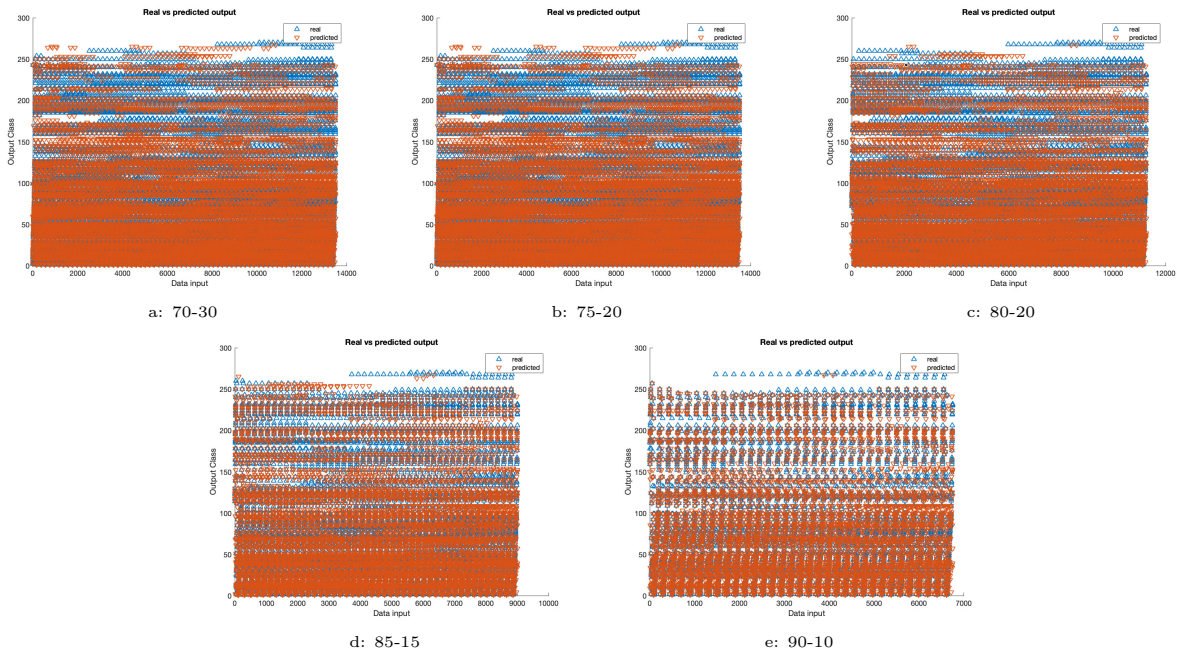 Real vs predicted output
real
predicted
Output Class
300
250
200
150
100
50
0
0 2000 4000 6000 8000 10000 12000 14000
Data input
a: 70-30
Real vs predicted output
real
predicted
Output Class
300
250
200
150
100
50
0
0 2000 4000 6000 8000 10000 12000 14000
Data input
b: 75-20
Real vs predicted output
real
predicted
Output Class
300
250
200
150
100
50
0
0 2000 4000 6000 8000 10000 12000
Data input
c: 80-20
Real vs predicted output
real
predicted
Output Class
300
250
200
150
100
50
0
0 1000 2000 3000 4000 5000 6000 7000 8000 9000 10000
Data input
d: 85-15
Real vs predicted output
real
predicted
Output Class
300
250
200
150
100
50
0
0 1000 2000 3000 4000 5000 6000 7000
Data input
e: 90-10